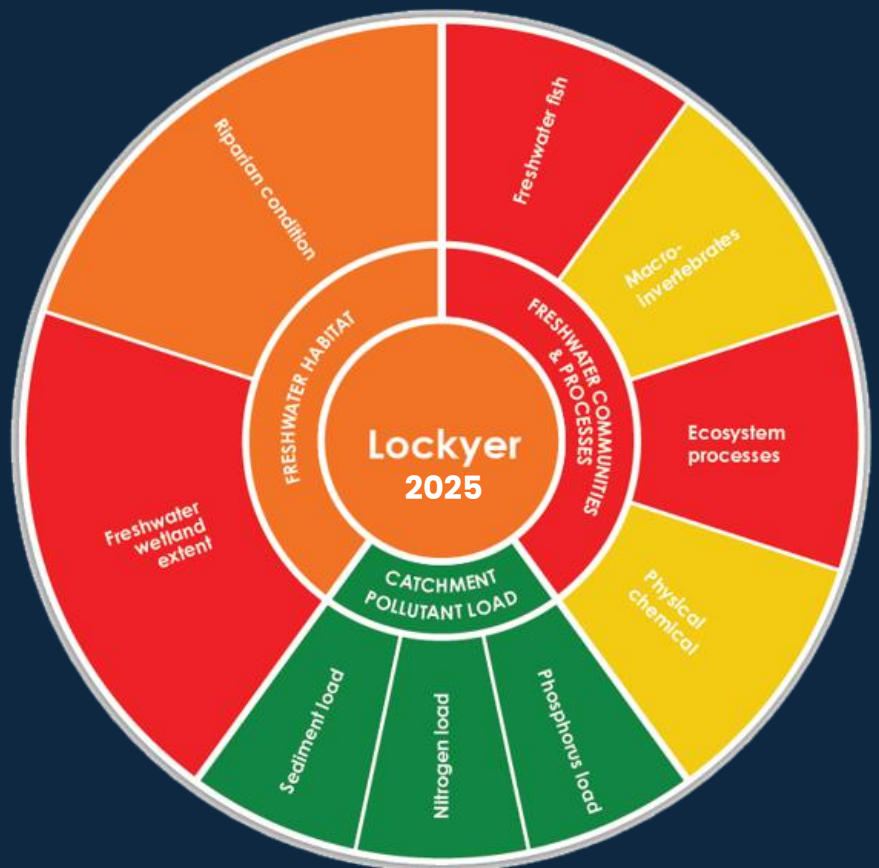 Riparian condition
Freshwater fish
Macro-
invertebrates
FRESHWATER HABITAT
FRESHWATER COMMUNITIES
& PROCESSES
Lockyer
2025
Ecosystem
processes
Freshwater
wetland
extent
CATCHMENT
POLLUTANT LOAD
Physical
chemical
Sediment load
Nitrogen load
Phosphorus load